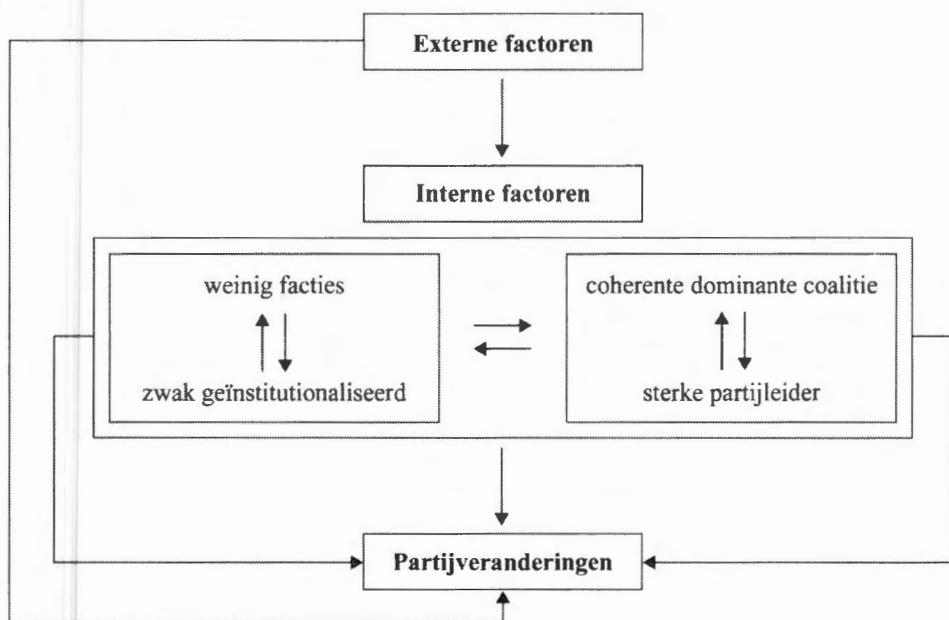 Externe factoren
Interne factoren
weinig facties
coherente dominante coalitie
zwak geïnstitutionaliseerd
sterke partijleider
Partijveranderingen